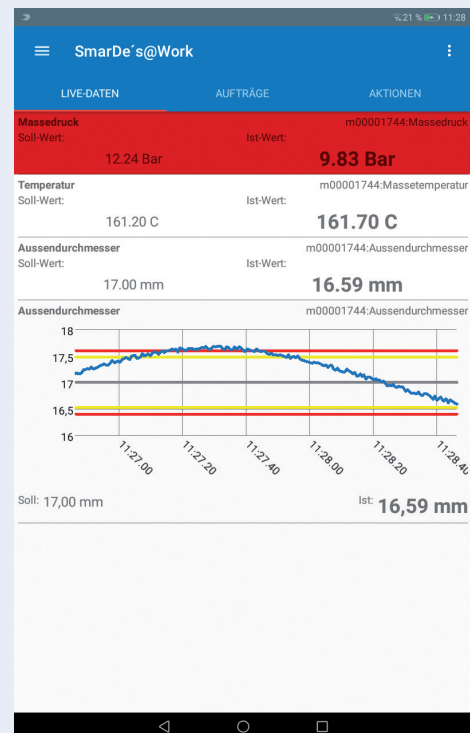 21 % 11:28
SmarDe´s@Work
LIVE-DATEN AUFTRÄGE AKTIONEN
Massedruck m00001744:Massedruck
Soll-Wert: Ist-Wert:
12.24 Bar 9.83 Bar
Temperatur m00001744:Massetemperatur
Soll-Wert: Ist-Wert:
161.20 C 161.70 C
Aussendurchmesser m00001744:Aussendurchmesser
Soll-Wert: Ist-Wert:
17.00 mm 16.59 mm
Aussendurchmesser m00001744:Aussendurchmesser
18
17,5
17
16,5
16
11:27.00 11:27.20 11:27.40 11:28.00 11:28.20 11:28.40
Soll: 17,00 mm Ist: 16,59 mm